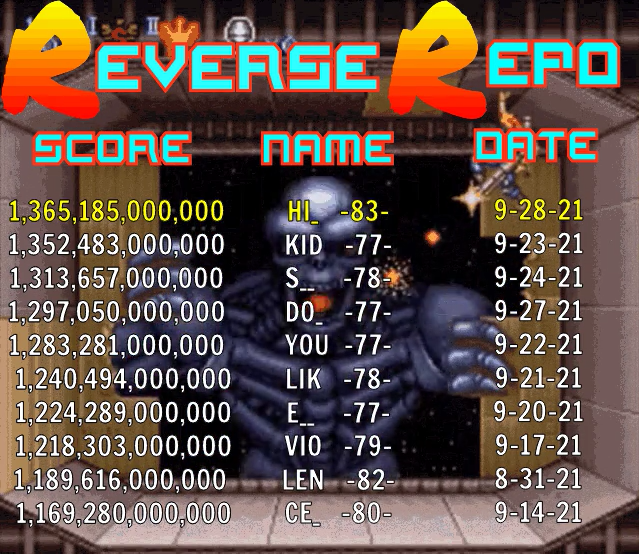 REVERSE REPO
SCORE NAME DATE
1,365,185,000,000 HI_ -83- 9-28-21
1,352,483,000,000 KID -77- 9-23-21
1,313,657,000,000 S__ -78- 9-24-21
1,297,050,000,000 DO_ -77- 9-27-21
1,283,281,000,000 YOU -77- 9-22-21
1,240,494,000,000 LIK -78- 9-21-21
1,224,289,000,000 E__ -77- 9-20-21
1,218,303,000,000 VIO -79- 9-17-21
1,189,616,000,000 LEN -82- 8-31-21
1,169,280,000,000 CE_ -80- 9-14-21